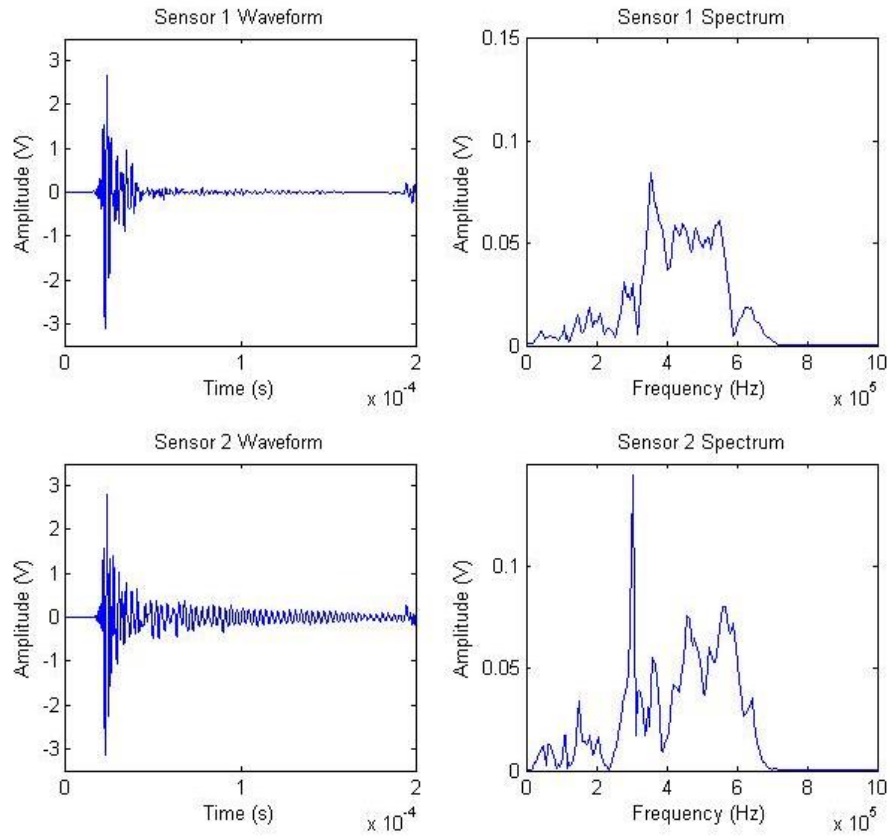 Sensor 1 Waveform
Amplitude (V)
3
2
1
0
-1
-2
-3
0
1
2
Time (s)
x 10^-4
Sensor 1 Spectrum
Amplitude (V)
0.15
0.1
0.05
0
0
2
4
6
8
10
Frequency (Hz)
x 10^5
Sensor 2 Waveform
Amplitude (V)
3
2
1
0
-1
-2
-3
0
1
2
Time (s)
x 10^-4
Sensor 2 Spectrum
Amplitude (V)
0.1
0.05
0
0
2
4
6
8
10
Frequency (Hz)
x 10^5